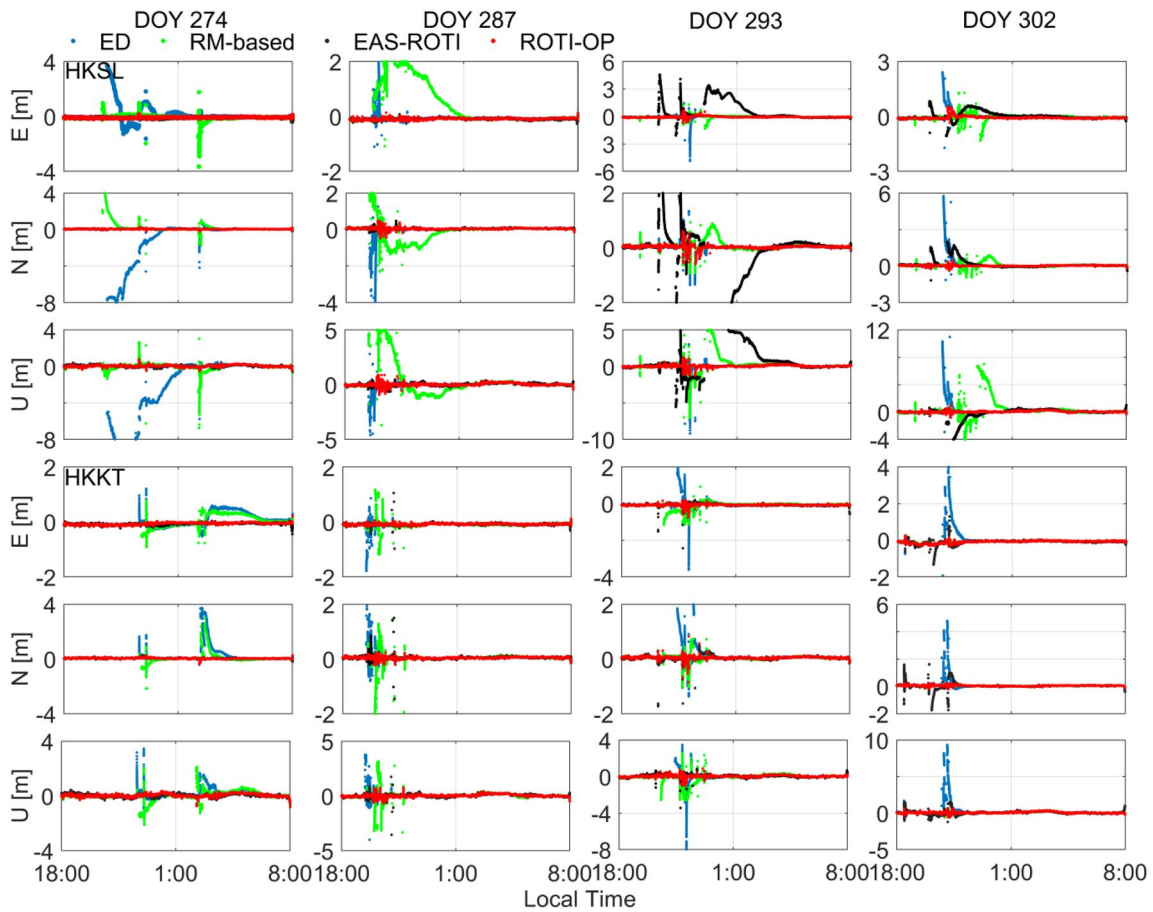 DOY 274 DOY 287 DOY 293 DOY 302
ED RM-based EAS-ROTI ROTI-OP
HKSL
E [m] 4 0 -4 2 0 -2 6 3 0 -3 -6 3 0 -3
N [m] 4 0 -8 2 0 -4 2 0 -2 6 0 -3
U [m] 4 0 -8 5 0 -5 5 0 -10 12 0 -4
HKKT
E [m] 2 0 -2 2 0 -2 2 0 -4 4 0 -2
N [m] 4 0 -4 2 0 -2 2 0 -2 6 0 -2
U [m] 4 0 -4 5 0 -5 4 0 -4 -8 10 0 -5
18:00 1:00 8:00 18:00 1:00 8:00 18:00 1:00 8:00 18:00 1:00 8:00
Local Time